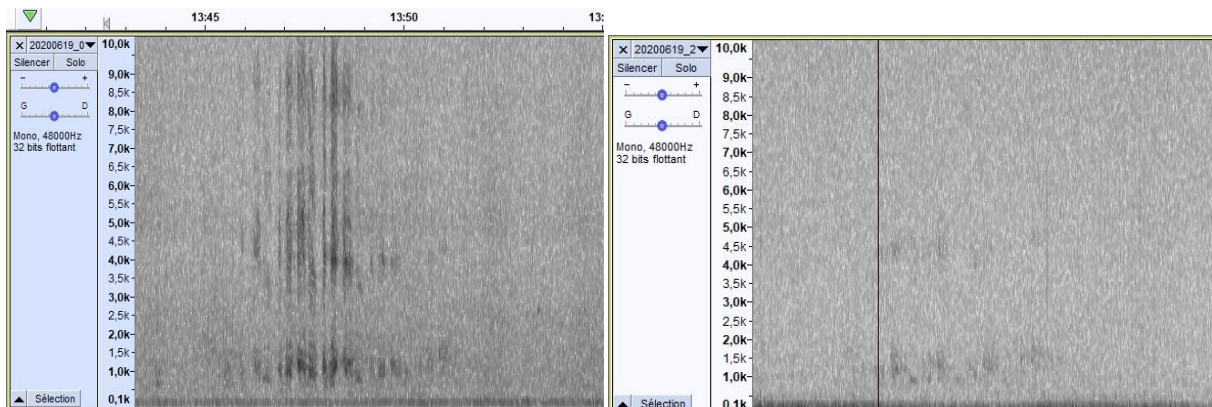 13:45 13:50 13:
20200619_0
Silencer Solo
- +
G D
Mono, 48000Hz
32 bits flottant
Sélection
10,0k
9,0k
8,5k
8,0k
7,5k
7,0k
6,5k
6,0k
5,5k
5,0k
4,5k
4,0k
3,5k
3,0k
2,5k
2,0k
1,5k
1,0k
0,1k
20200619_2
Silencer Solo
- +
G D
Mono, 48000Hz
32 bits flottant
Sélection
10,0k
9,0k
8,5k
8,0k
7,5k
7,0k
6,5k
6,0k
5,5k
5,0k
4,5k
4,0k
3,5k
3,0k
2,5k
2,0k
1,5k
1,0k
0,1k